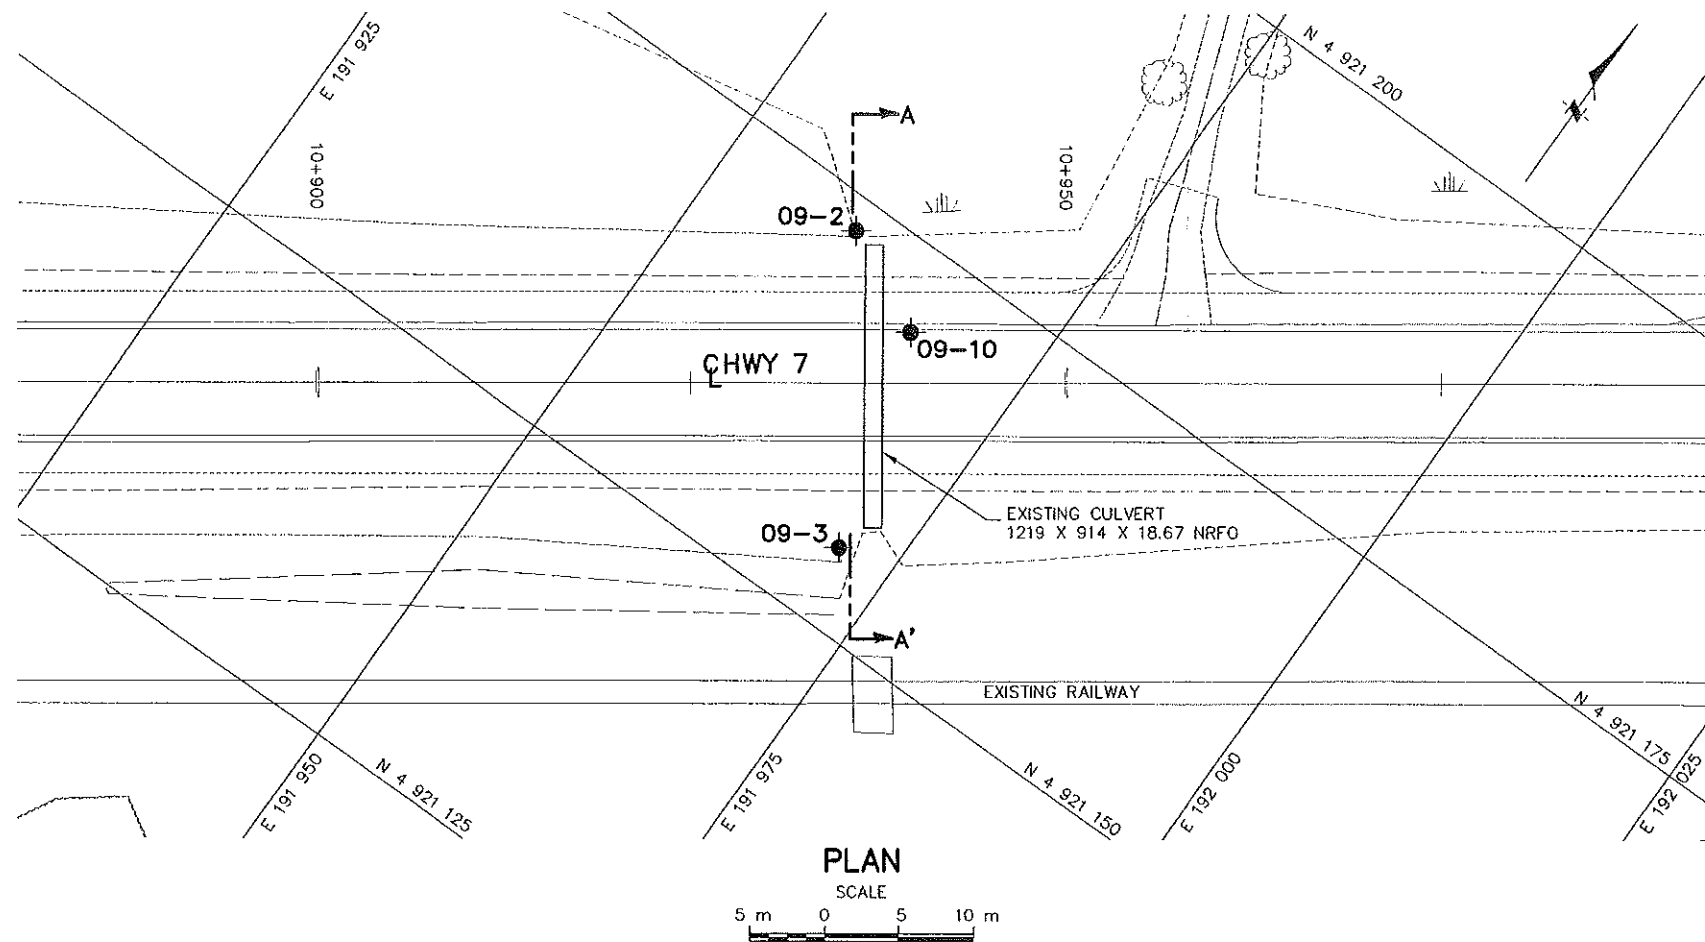 E 191 925
N 4 921 200
A
N
10+900
10+950
09-2
09-10
CL HWY 7
EXISTING CULVERT
1219 X 914 X 18.67 NRFO
09-3
A'
EXISTING RAILWAY
E 191 950
N 4 921 125
E 191 975
N 4 921 150
E 192 000
N 4 921 175
E 192 025
PLAN
SCALE
5 m 0 5 10 m